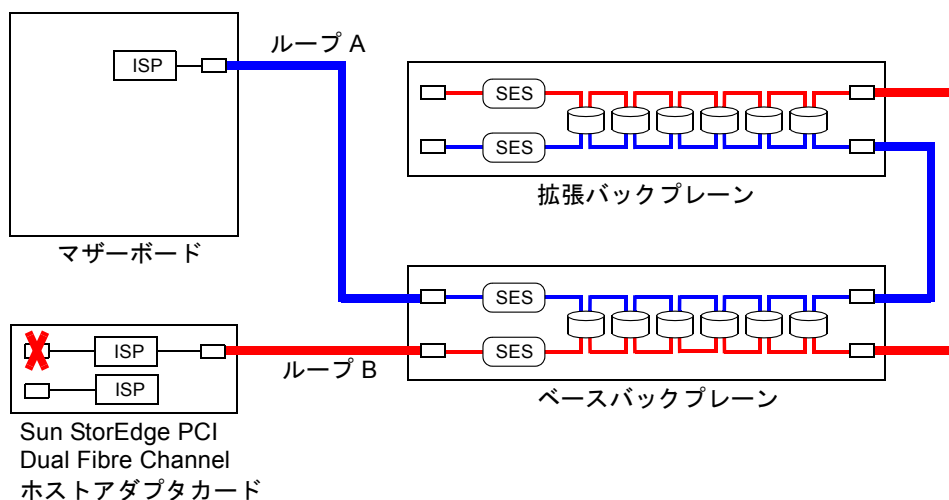 ループ A
ISP
マザーボード
SES
SES
拡張バックプレーン
SES
SES
ベースバックプレーン
ループ B
ISP
ISP
Sun StorEdge PCI
Dual Fibre Channel
ホストアダプタカード